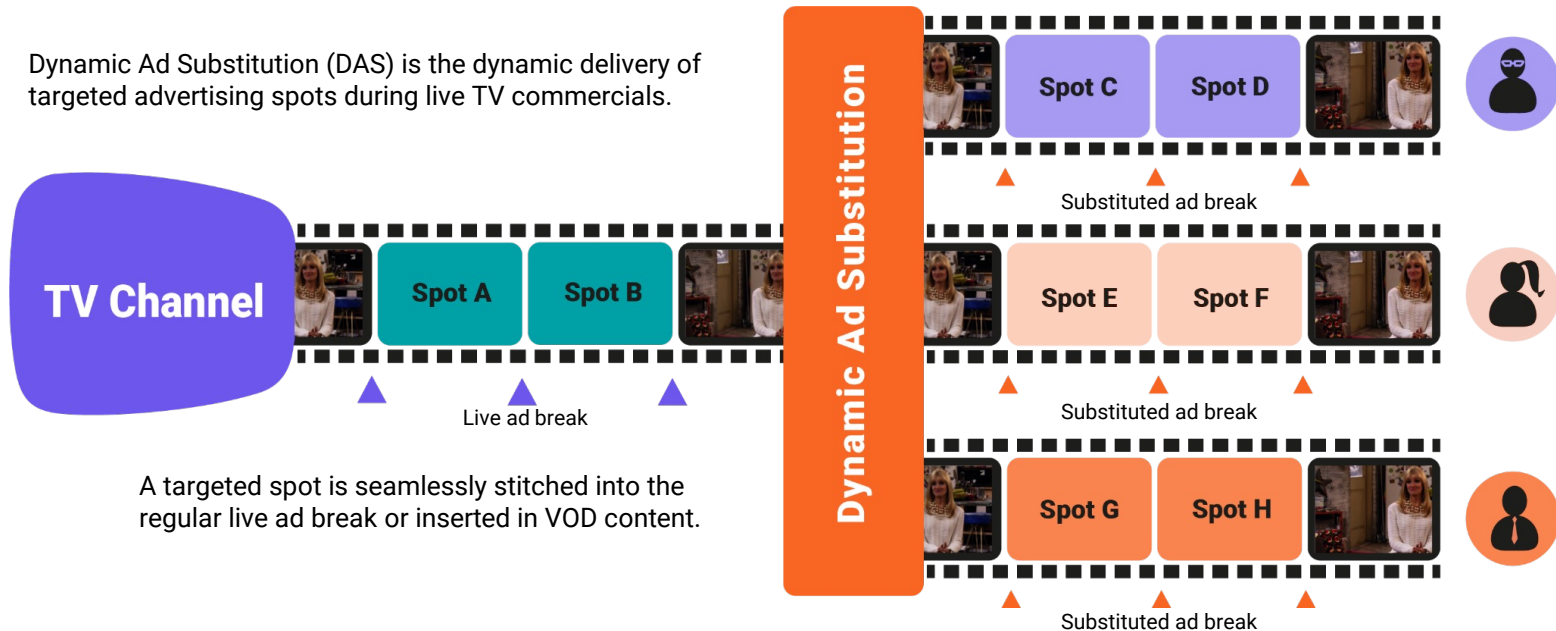 Dynamic Ad Substitution (DAS) is the dynamic delivery of
targeted advertising spots during live TV commercials.
TV Channel
Spot A
Spot B
Live ad break
A targeted spot is seamlessly stitched into the
regular live ad break or inserted in VOD content.
Dynamic Ad Substitution
Spot C
Spot D
Substituted ad break
Spot E
Spot F
Substituted ad break
Spot G
Spot H
Substituted ad break